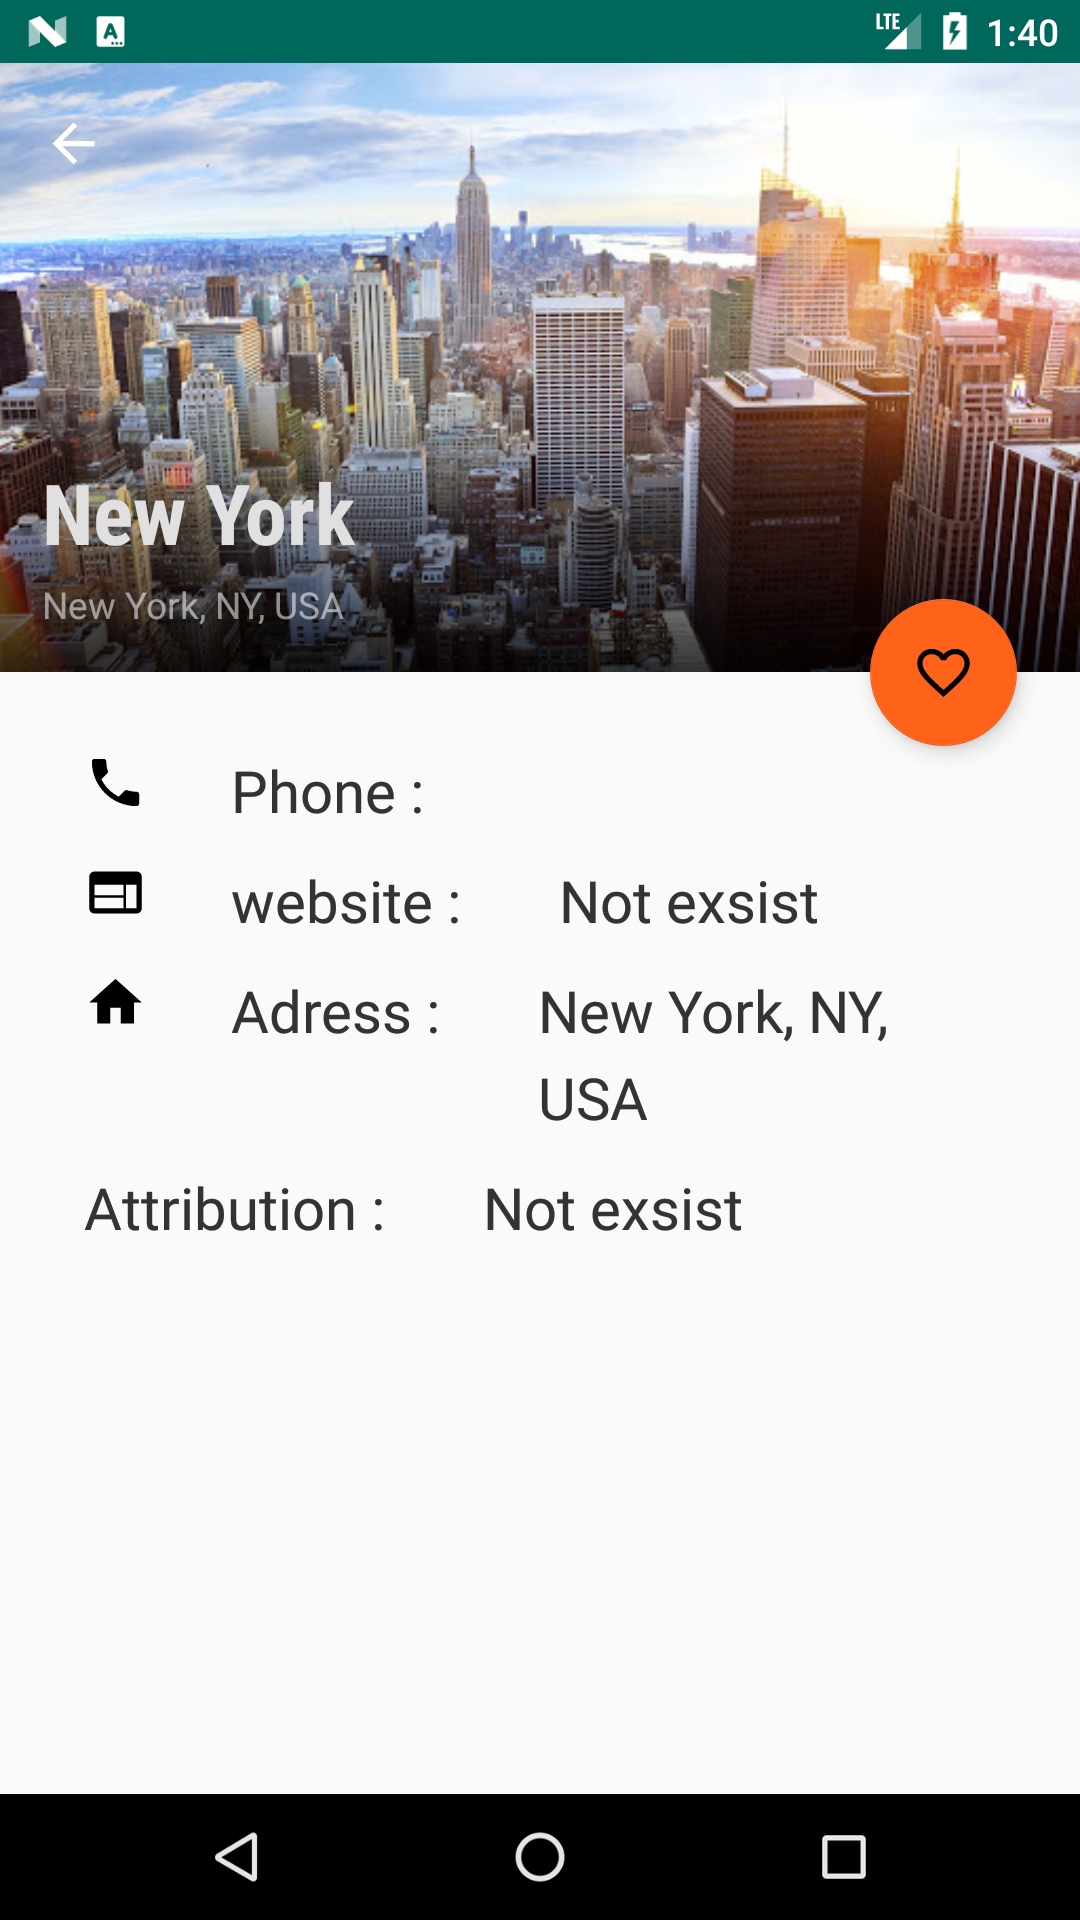 LTE 1:40
New York
New York, NY, USA
Phone :
website : Not exsist
Adress : New York, NY,
USA
Attribution : Not exsist